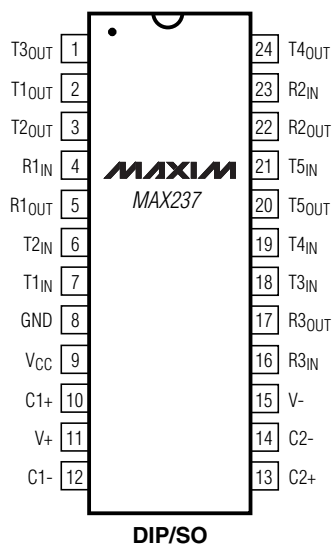 T3OUT 1
T1OUT 2
T2OUT 3
R1IN 4
R1OUT 5
T2IN 6
T1IN 7
GND 8
VCC 9
C1+ 10
V+ 11
C1- 12
MAXIM
MAX237
24 T4OUT
23 R2IN
22 R2OUT
21 T5IN
20 T5OUT
19 T4IN
18 T3IN
17 R3OUT
16 R3IN
15 V-
14 C2-
13 C2+
DIP/SO